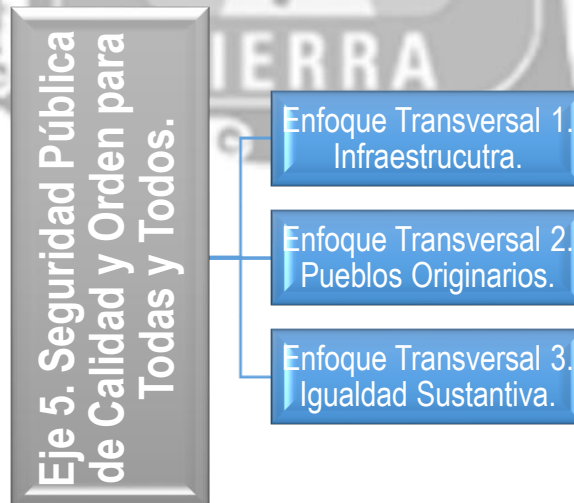 IERRA
Eje 5. Seguridad Pública
de Calidad y Orden para
Todas y Todos.
Enfoque Transversal 1.
Infraestrucutra.
Enfoque Transversal 2.
Pueblos Originarios.
Enfoque Transversal 3.
Igualdad Sustantiva.